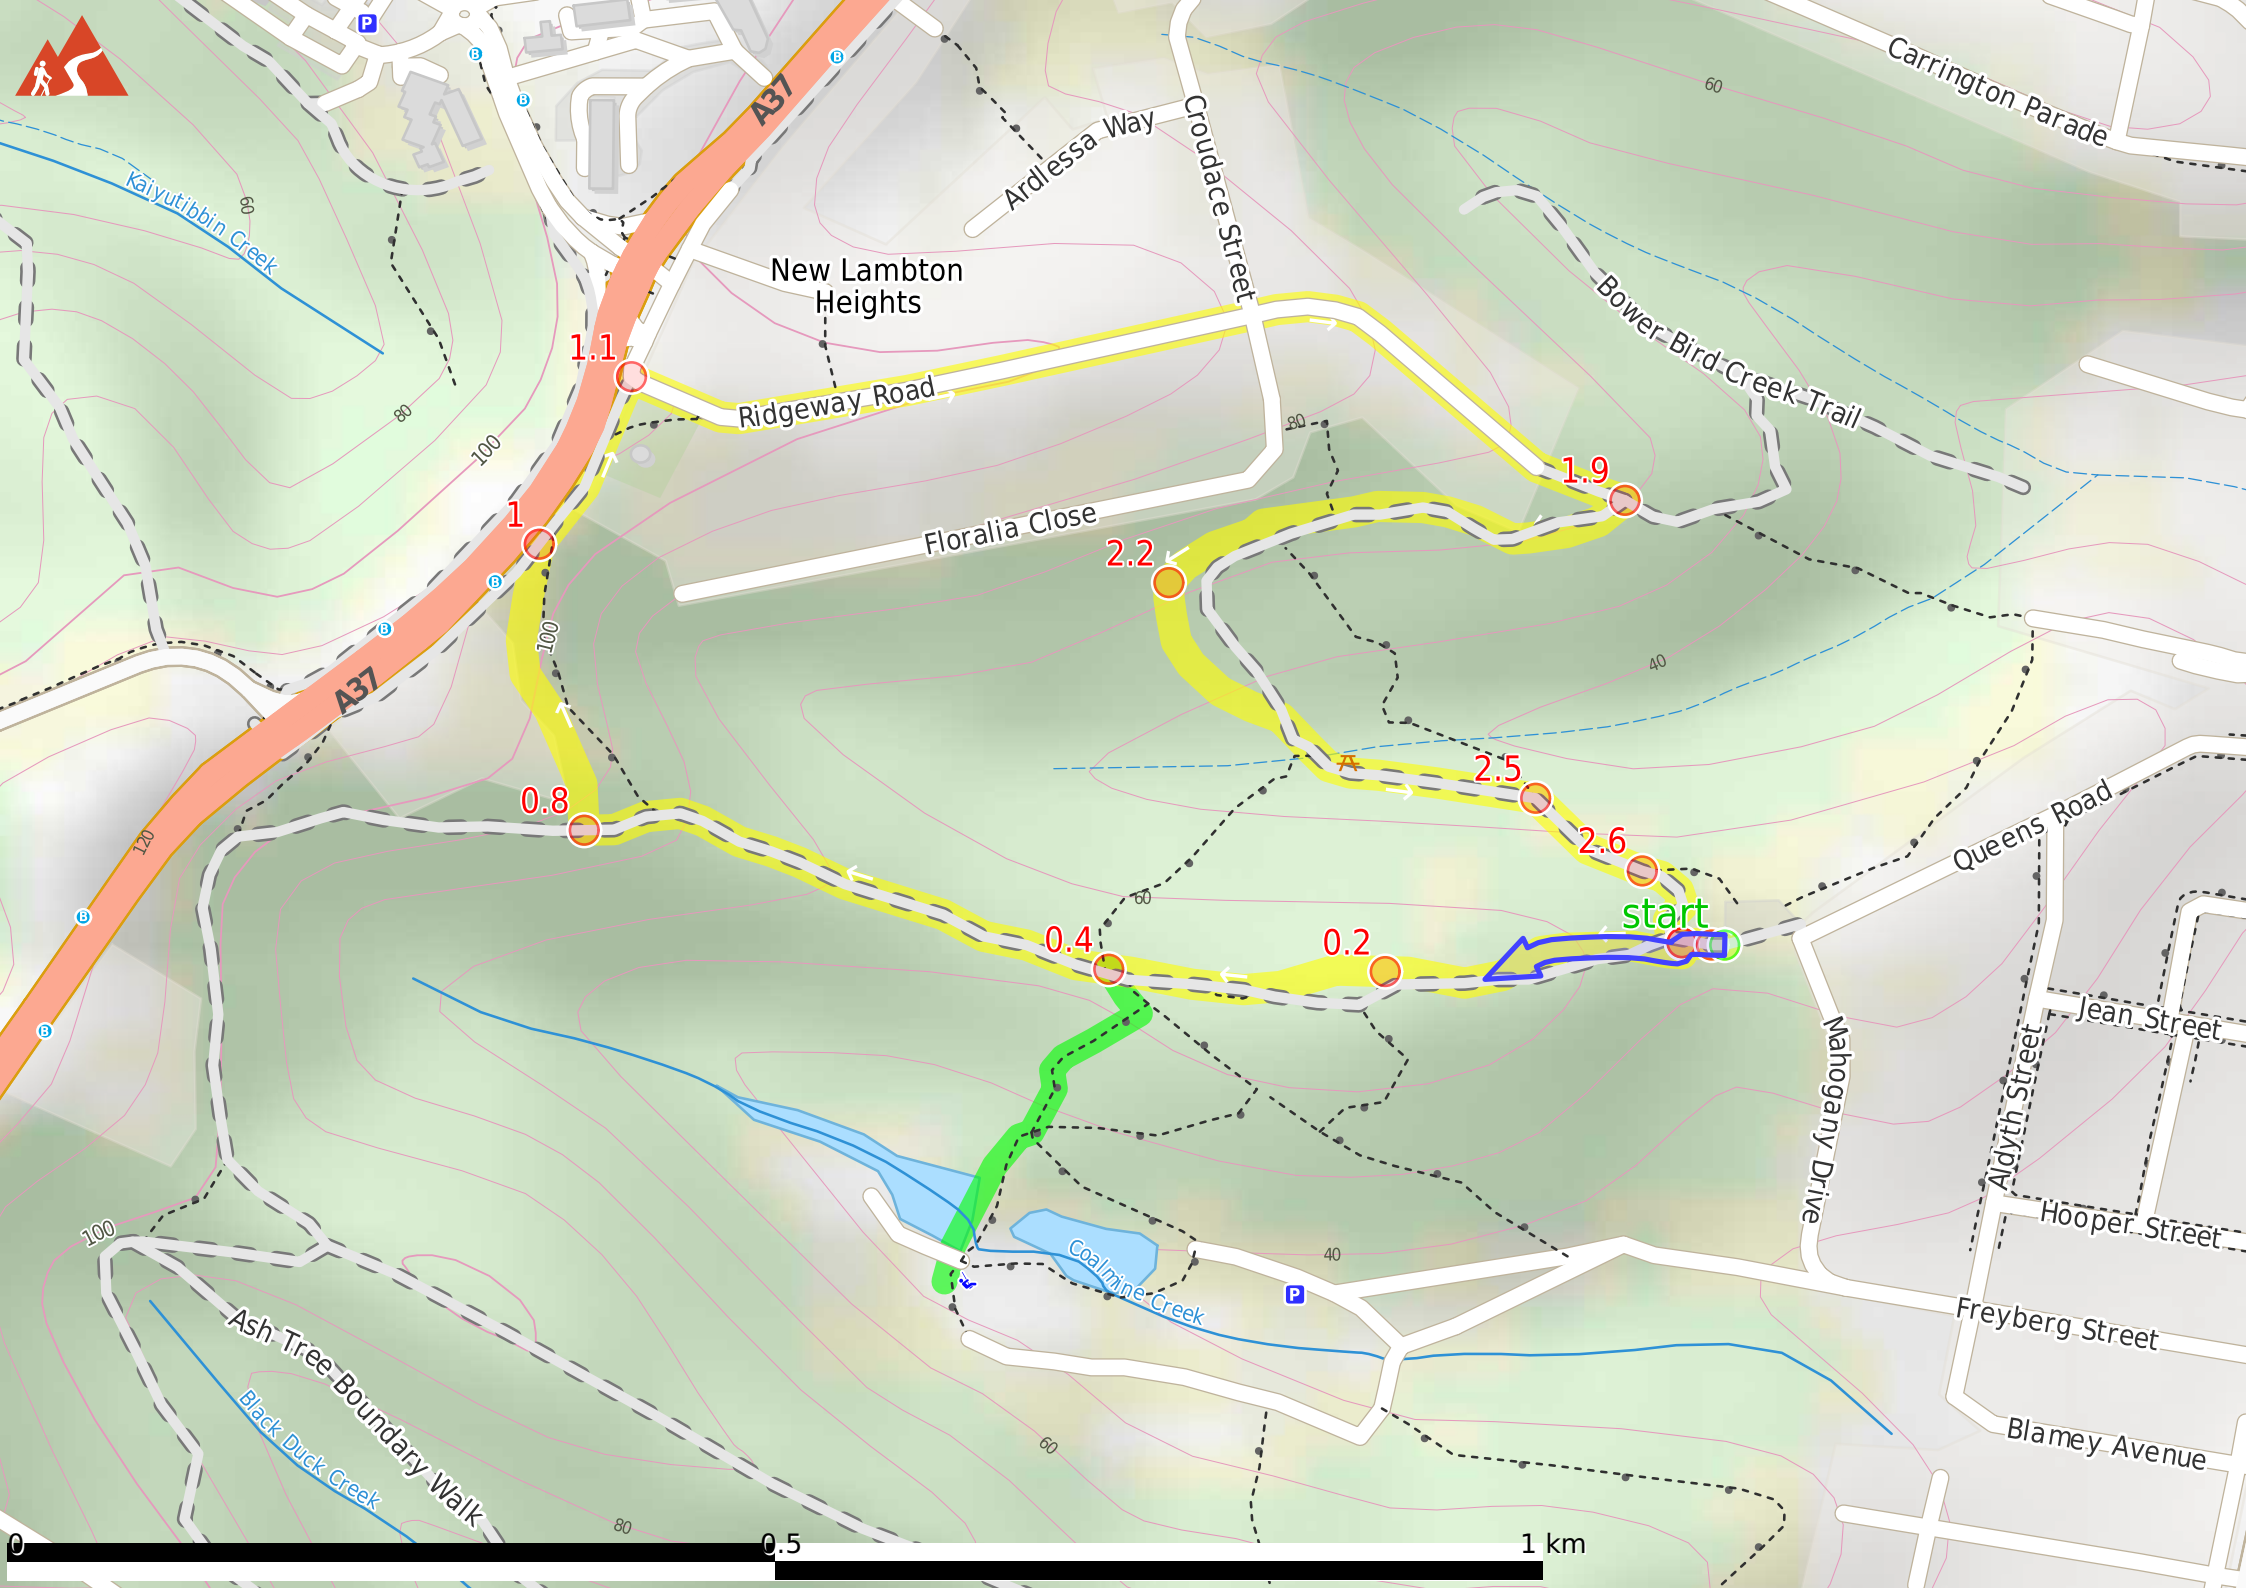 P
B
B
B
A37
Carrington Parade
60
Croudace Street
Ardlessa Way
Kaiyutibbin Creek
60
New Lambton
Heights
Bower Bird Creek Trail
1.1
Ridgeway Road
80
80
100
1.9
1
Floralia Close
2.2
B
B
100
40
A37
2.5
0.8
Queens Road
120
2.6
60
start
B
0.4
0.2
B
Jean Street
Mahogany Drive
Aldyth Street
100
Hooper Street
40
Coalmine Creek
P
Freyberg Street
Ash Tree Boundary Walk
Black Duck Creek
60
Blamey Avenue
80
0
0.5
1 km